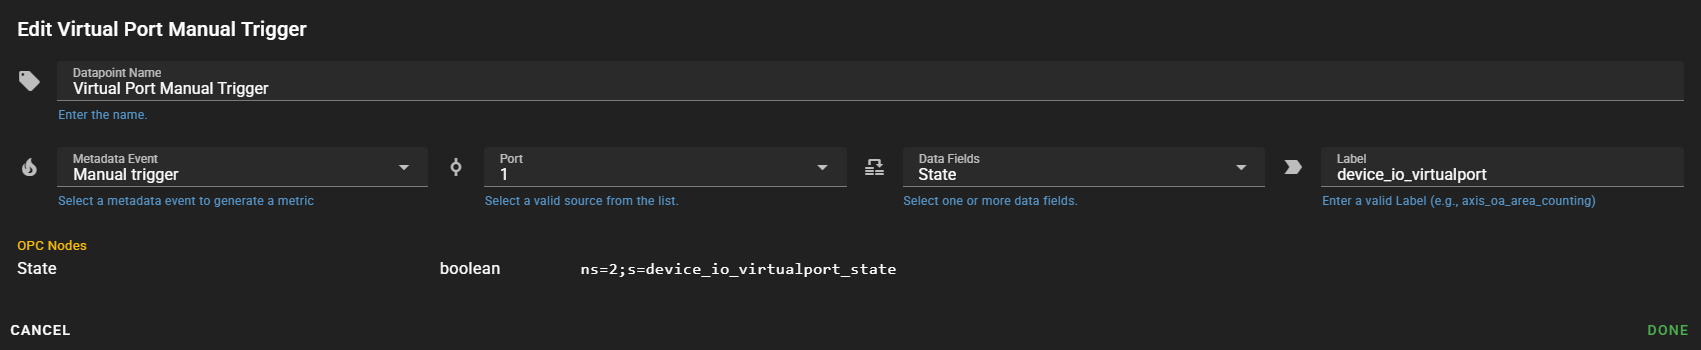 Edit Virtual Port Manual Trigger
Datapoint Name
Virtual Port Manual Trigger
Enter the name.
Metadata Event
Manual trigger
Select a metadata event to generate a metric
Port
1
Select a valid source from the list.
Data Fields
State
Select one or more data fields.
Label
device_io_virtualport
Enter a valid Label (e.g., axis_oa_area_counting)
OPC Nodes
State boolean ns=2;s=device_io_virtualport_state
CANCEL DONE